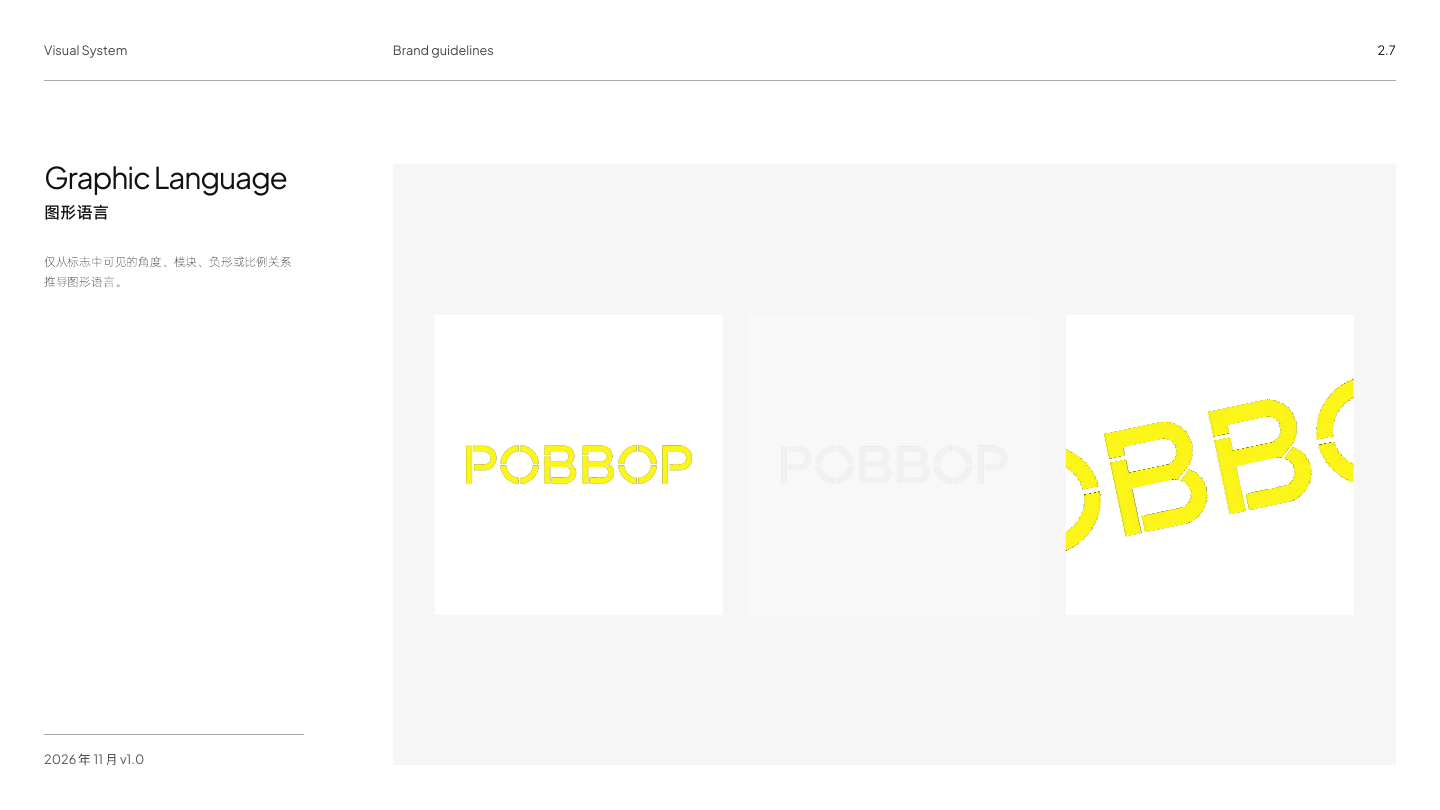 Visual System
Brand guidelines
2.7
Graphic Language
图形语言
仅从标志中可见的角度、模块、负形或比例关系
推导图形语言。
POBBOP
POBBOP
OBBO
2026 年 11 月 v1.0